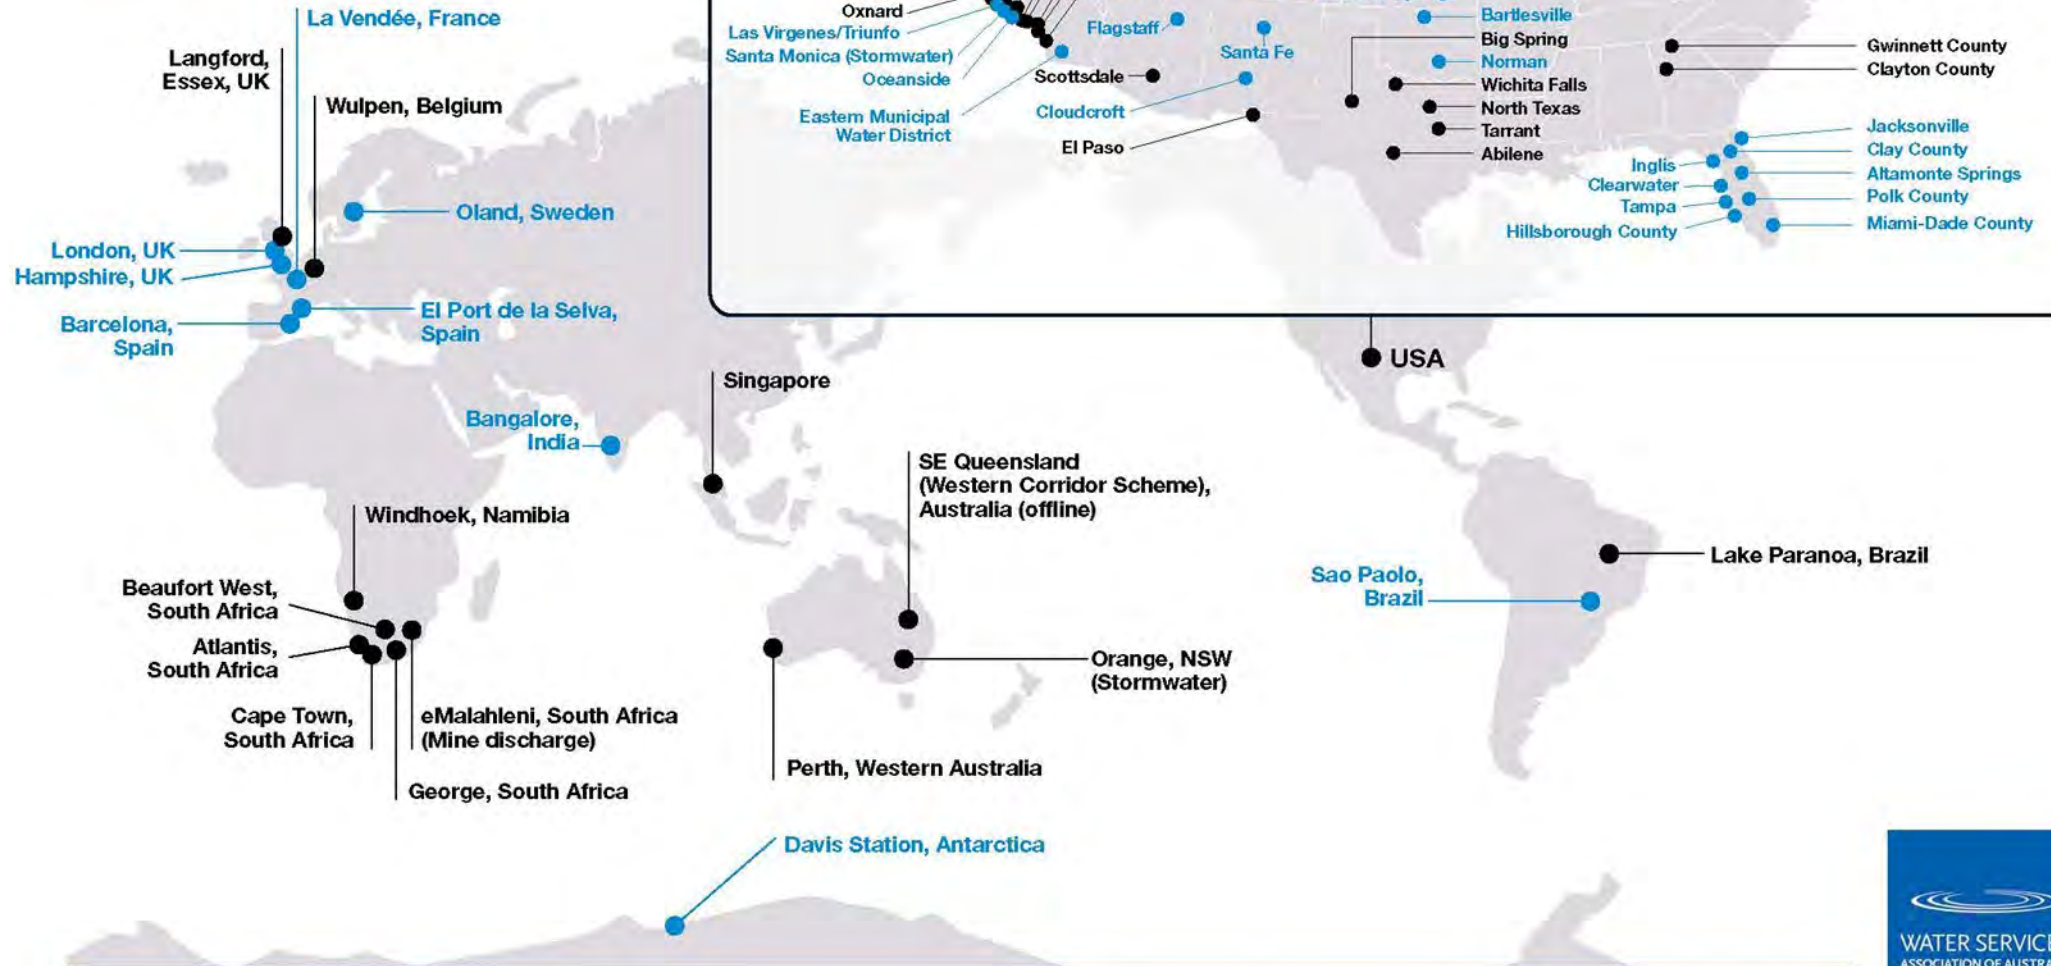 La Vendée, France
Langford,
Essex, UK
Wulpen, Belgium
Oland, Sweden
London, UK
Hampshire, UK
El Port de la Selva,
Spain
Barcelona,
Spain
Oxnard
Las Virgenes/Triunfo
Santa Monica (Stormwater)
Oceanside
Eastern Municipal
Water District
Flagstaff
Santa Fe
Scottsdale
Cloudcroft
El Paso
Bartlesville
Big Spring
Norman
Wichita Falls
North Texas
Tarrant
Abilene
Gwinnett County
Clayton County
Jacksonville
Clay County
Inglis
Altamonte Springs
Clearwater
Polk County
Tampa
Miami-Dade County
Hillsborough County
USA
Singapore
Bangalore,
India
SE Queensland
(Western Corridor Scheme),
Australia (offline)
Windhoek, Namibia
Lake Paranoa, Brazil
Sao Paolo,
Brazil
Beaufort West,
South Africa
Atlantis,
South Africa
Orange, NSW
(Stormwater)
Cape Town,
South Africa
eMalahleni, South Africa
(Mine discharge)
Perth, Western Australia
George, South Africa
Davis Station, Antarctica
WATER SERVICE
ASSOCIATION OF AUSTRA